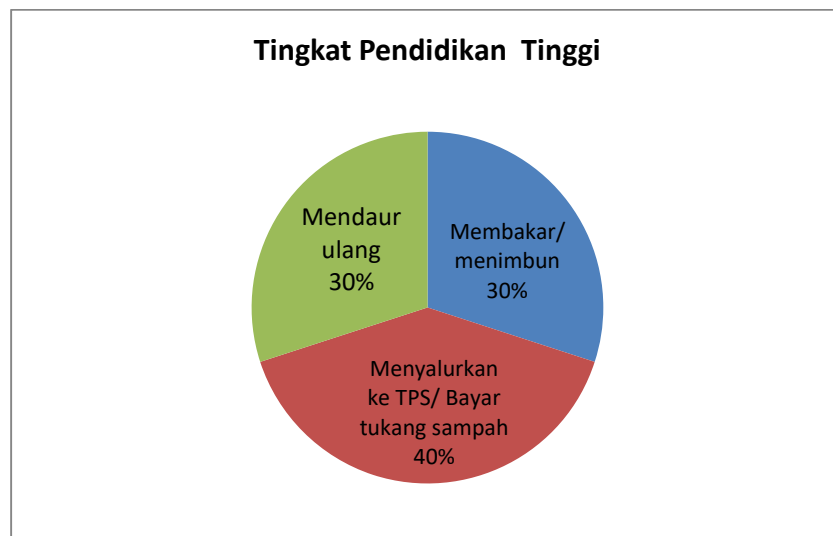 Tingkat Pendidikan  Tinggi
Mendaur
ulang
30%
Membakar/
menimbun
30%
Menyalurkan
ke TPS/ Bayar
tukang sampah
40%